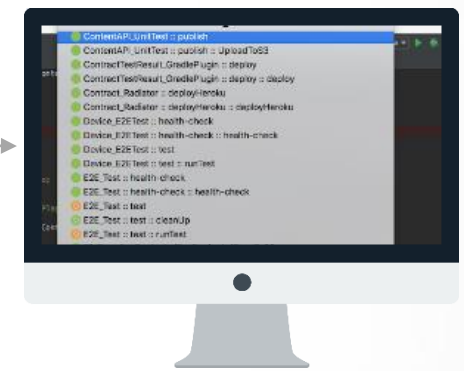 ContentAPI_UnitTest :: publish
ContentAPI_UnitTest :: publish :: UploadToS3
ContractTestResult_GradlePlugin :: deploy
ContractTestResult_GradlePlugin :: deploy :: deploy
Contract_Radiator :: deployHeroku
Contract_Radiator :: deployHeroku :: deployHeroku
Device_E2ETest :: health-check
Device_E2ETest :: health-check :: health-check
Device_E2ETest :: test
Device_E2ETest :: test :: runTest
E2E_Test :: health-check
E2E_Test :: health-check :: health-check
E2E_Test :: test
E2E_Test :: test :: cleanUp
E2E_Test :: test :: runTest